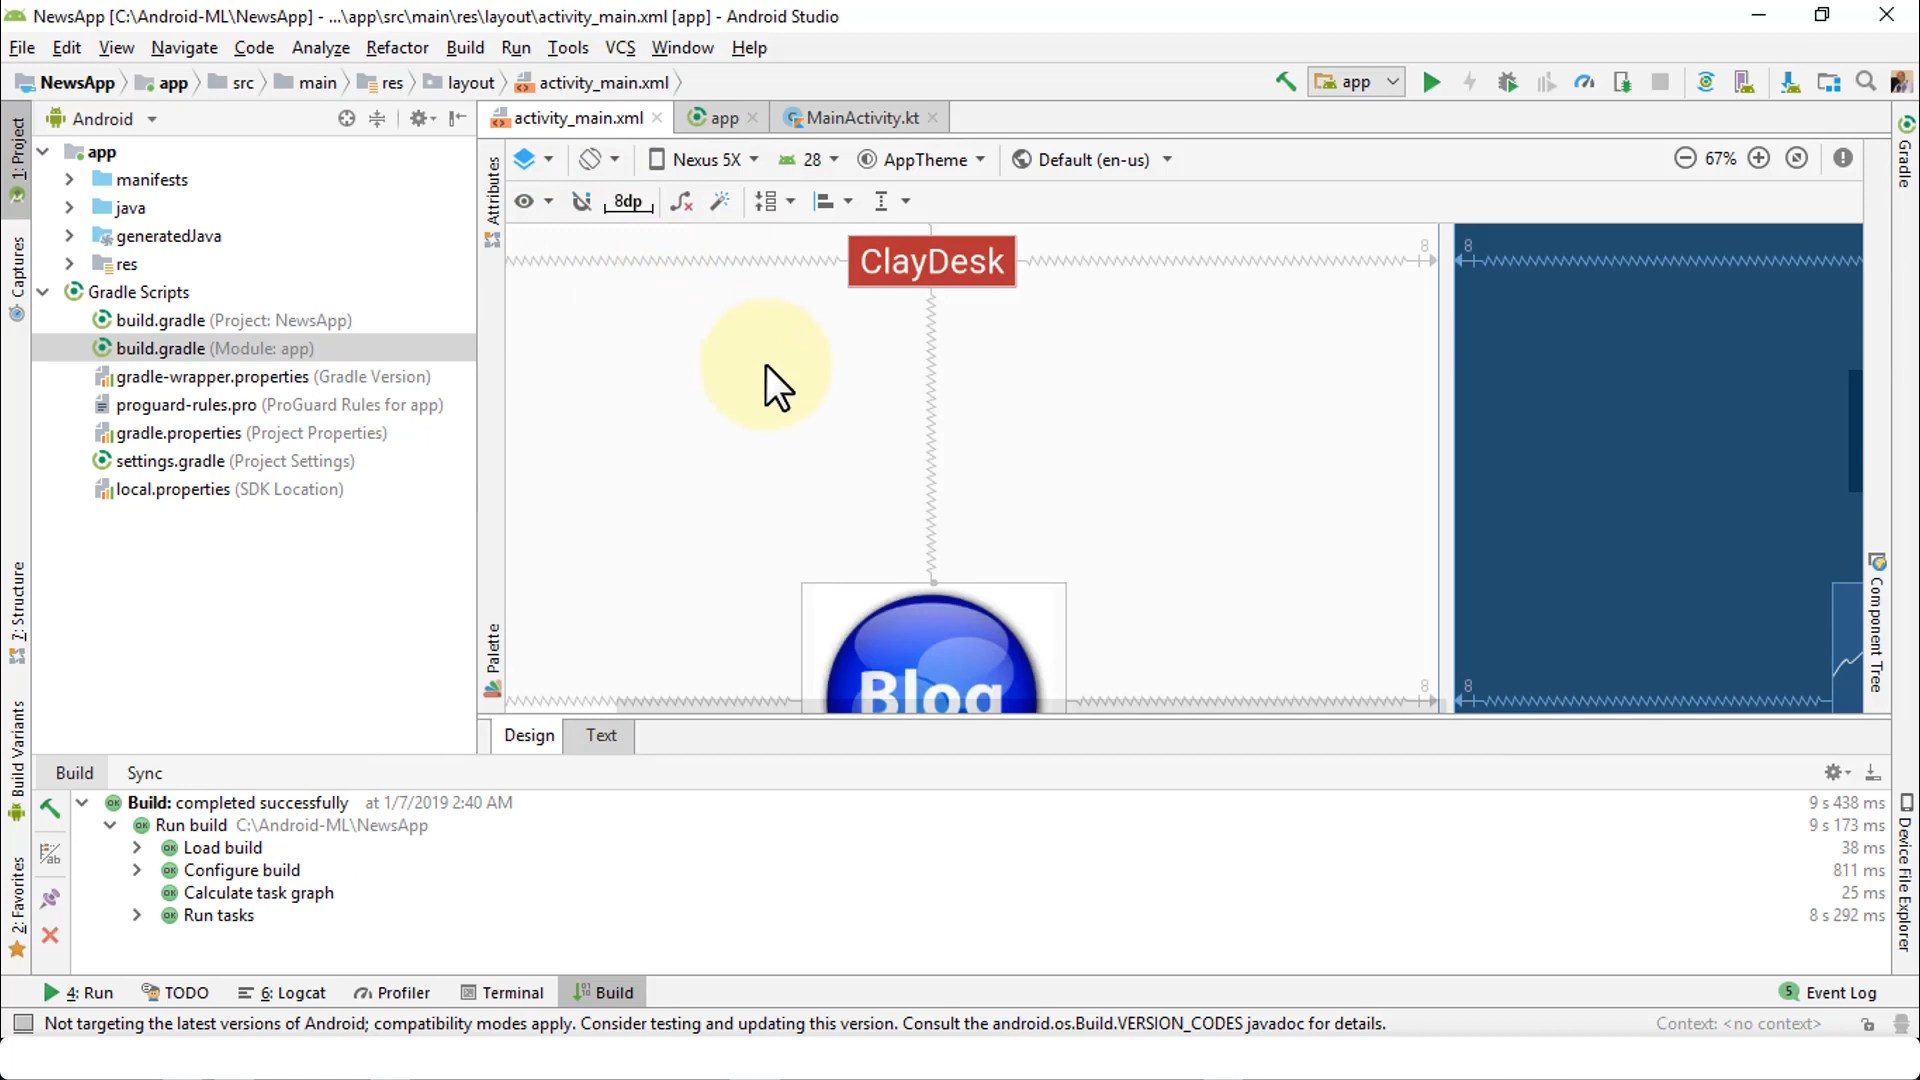 NewsApp [C:\Android-ML\NewsApp] - ...\app\src\main\res\layout\activity_main.xml [app] - Android Studio
File Edit View Navigate Code Analyze Refactor Build Run Tools VCS Window Help
NewsApp app src main res layout activity_main.xml app
1: Project
Captures
7: Structure
Build Variants
2: Favorites
Android
app
manifests
java
generatedJava
res
Gradle Scripts
build.gradle (Project: NewsApp)
build.gradle (Module: app)
gradle-wrapper.properties (Gradle Version)
proguard-rules.pro (ProGuard Rules for app)
gradle.properties (Project Properties)
settings.gradle (Project Settings)
local.properties (SDK Location)
activity_main.xml app MainActivity.kt
Attributes
Palette
Nexus 5X 28 AppTheme Default (en-us) 67%
8dp
ClayDesk
8 8
Blog
8 8
Design Text
Gradle
Component Tree
Device File Explorer
Build Sync
Build: completed successfully at 1/7/2019 2:40 AM 9 s 438 ms
Run build C:\Android-ML\NewsApp 9 s 173 ms
Load build 38 ms
Configure build 811 ms
Calculate task graph 25 ms
Run tasks 8 s 292 ms
4: Run TODO 6: Logcat Profiler Terminal Build 5 Event Log
Not targeting the latest versions of Android; compatibility modes apply. Consider testing and updating this version. Consult the android.os.Build.VERSION_CODES javadoc for details. Context: <no context>